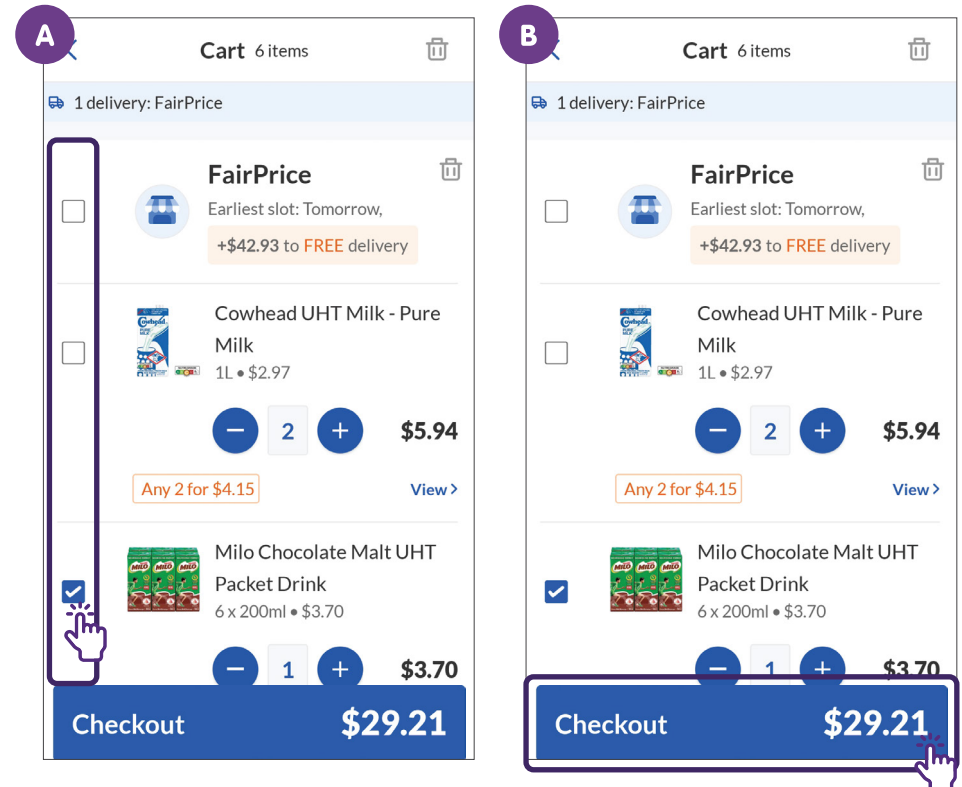 A
Cart 6 items
1 delivery: FairPrice
FairPrice
Earliest slot: Tomorrow,
+$42.93 to FREE delivery
Cowhead UHT Milk - Pure
Milk
1L • $2.97
2
$5.94
Any 2 for $4.15
View
Milo Chocolate Malt UHT
Packet Drink
6 x 200ml • $3.70
1
$3.70
Checkout $29.21
B
Cart 6 items
1 delivery: FairPrice
FairPrice
Earliest slot: Tomorrow,
+$42.93 to FREE delivery
Cowhead UHT Milk - Pure
Milk
1L • $2.97
2
$5.94
Any 2 for $4.15
View
Milo Chocolate Malt UHT
Packet Drink
6 x 200ml • $3.70
1
$3.70
Checkout $29.21